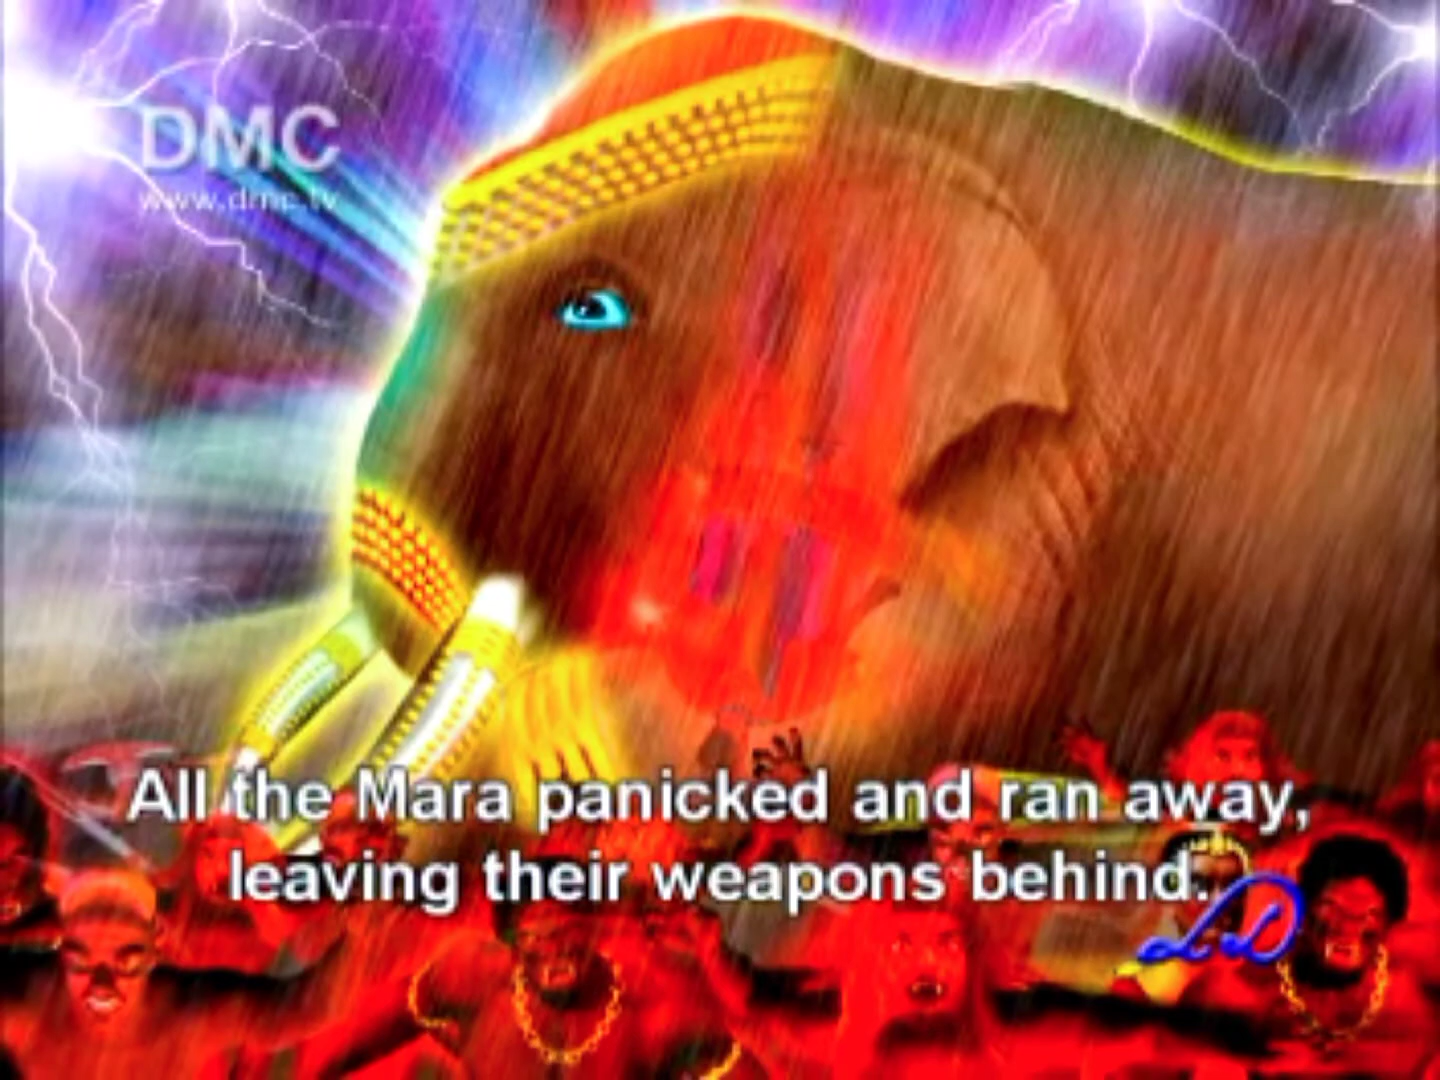 DMC
www.dmc.tv
All the Mara panicked and ran away,
leaving their weapons behind.